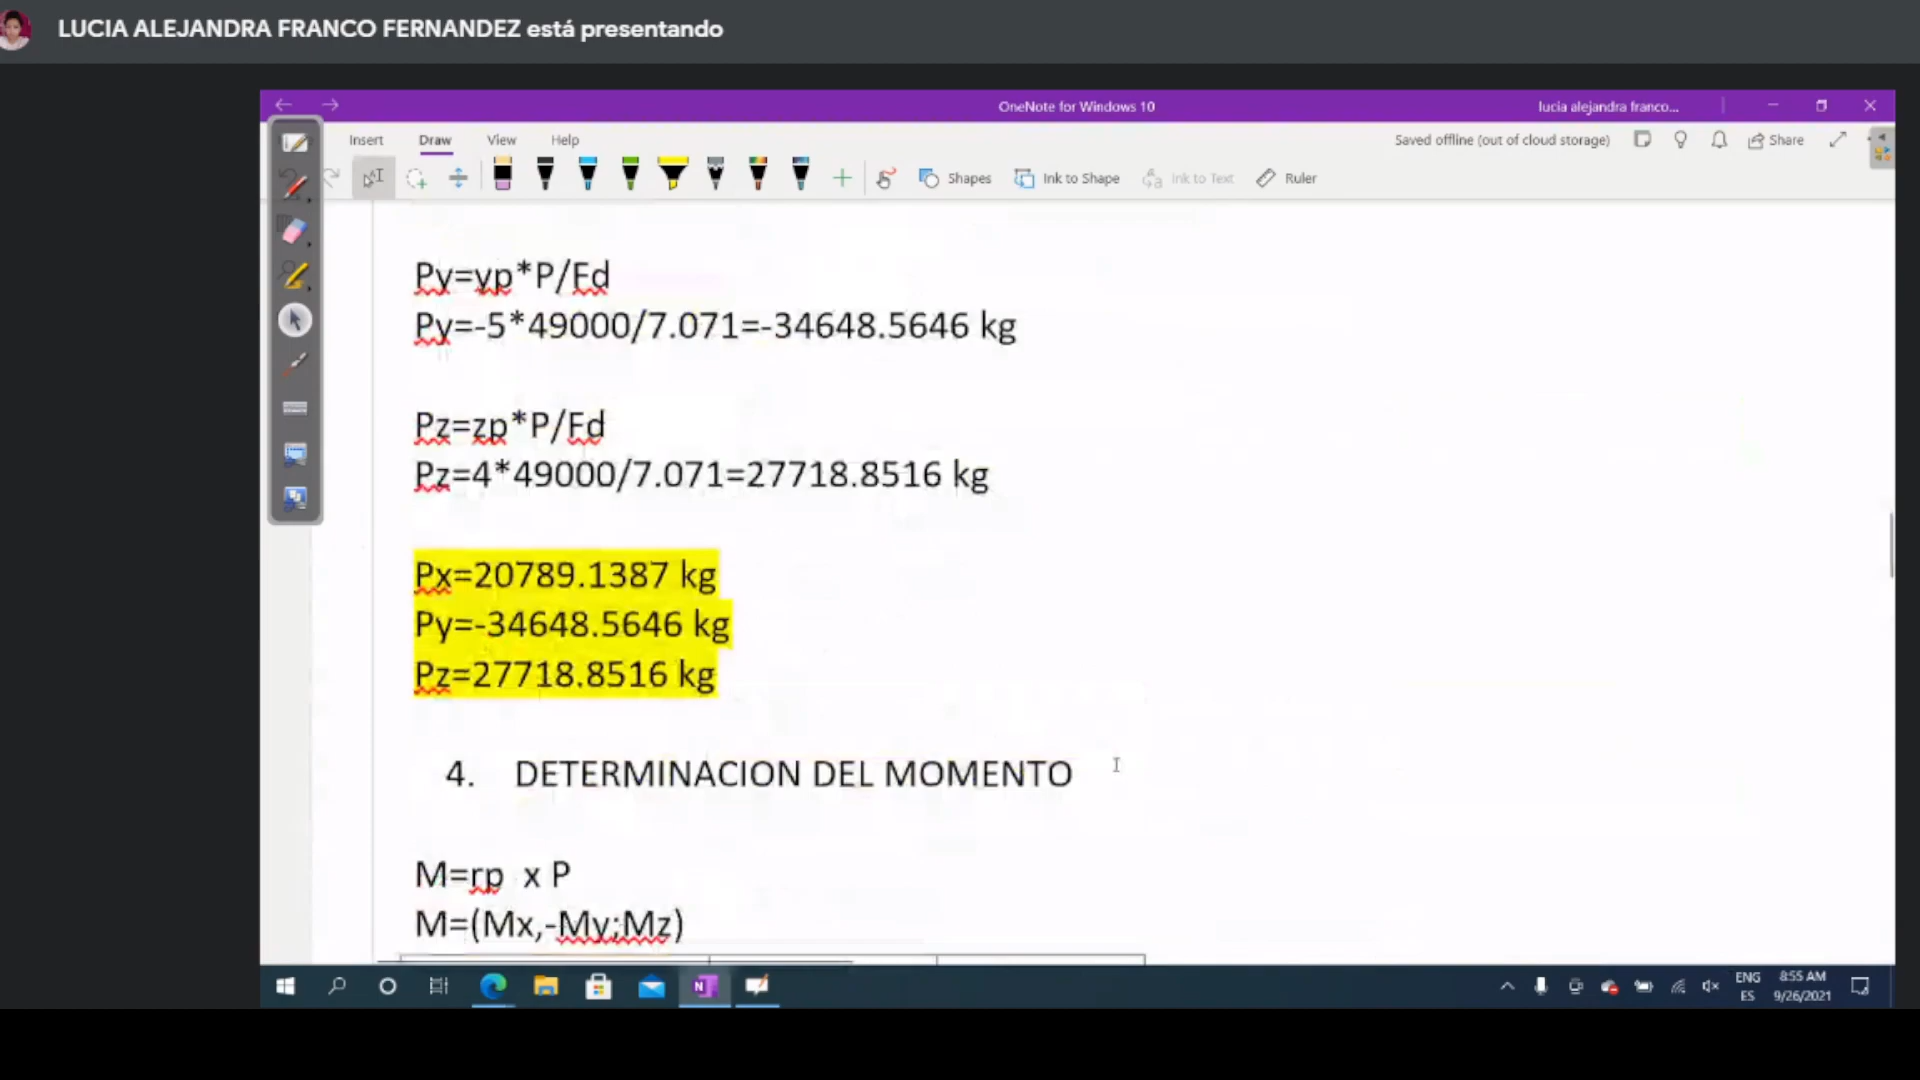 LUCIA ALEJANDRA FRANCO FERNANDEZ está presentando
OneNote for Windows 10
lucia alejandra franco...
Insert
Draw
View
Help
Saved offline (out of cloud storage)
Share
Shapes
Ink to Shape
Ink to Text
Ruler
Py=yp*P/Fd
Py=-5*49000/7.071=-34648.5646 kg
Pz=zp*P/Fd
Pz=4*49000/7.071=27718.8516 kg
Px=20789.1387 kg
Py=-34648.5646 kg
Pz=27718.8516 kg
4. DETERMINACION DEL MOMENTO
M=rp x P
M=(Mx,-My;Mz)
ENG
ES
8:55 AM
9/26/2021